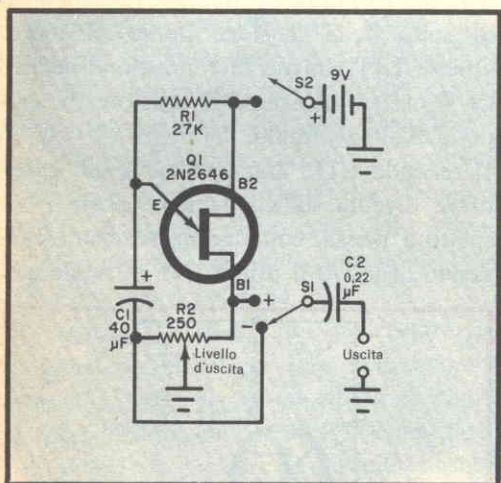 S2
9V
+
R1
27K
Q1
2N2646
B2
E
B1
+
+
C1
40
µF
R2
250
Livello
d'uscita
-
S1
C2
0,22
µF
Uscita